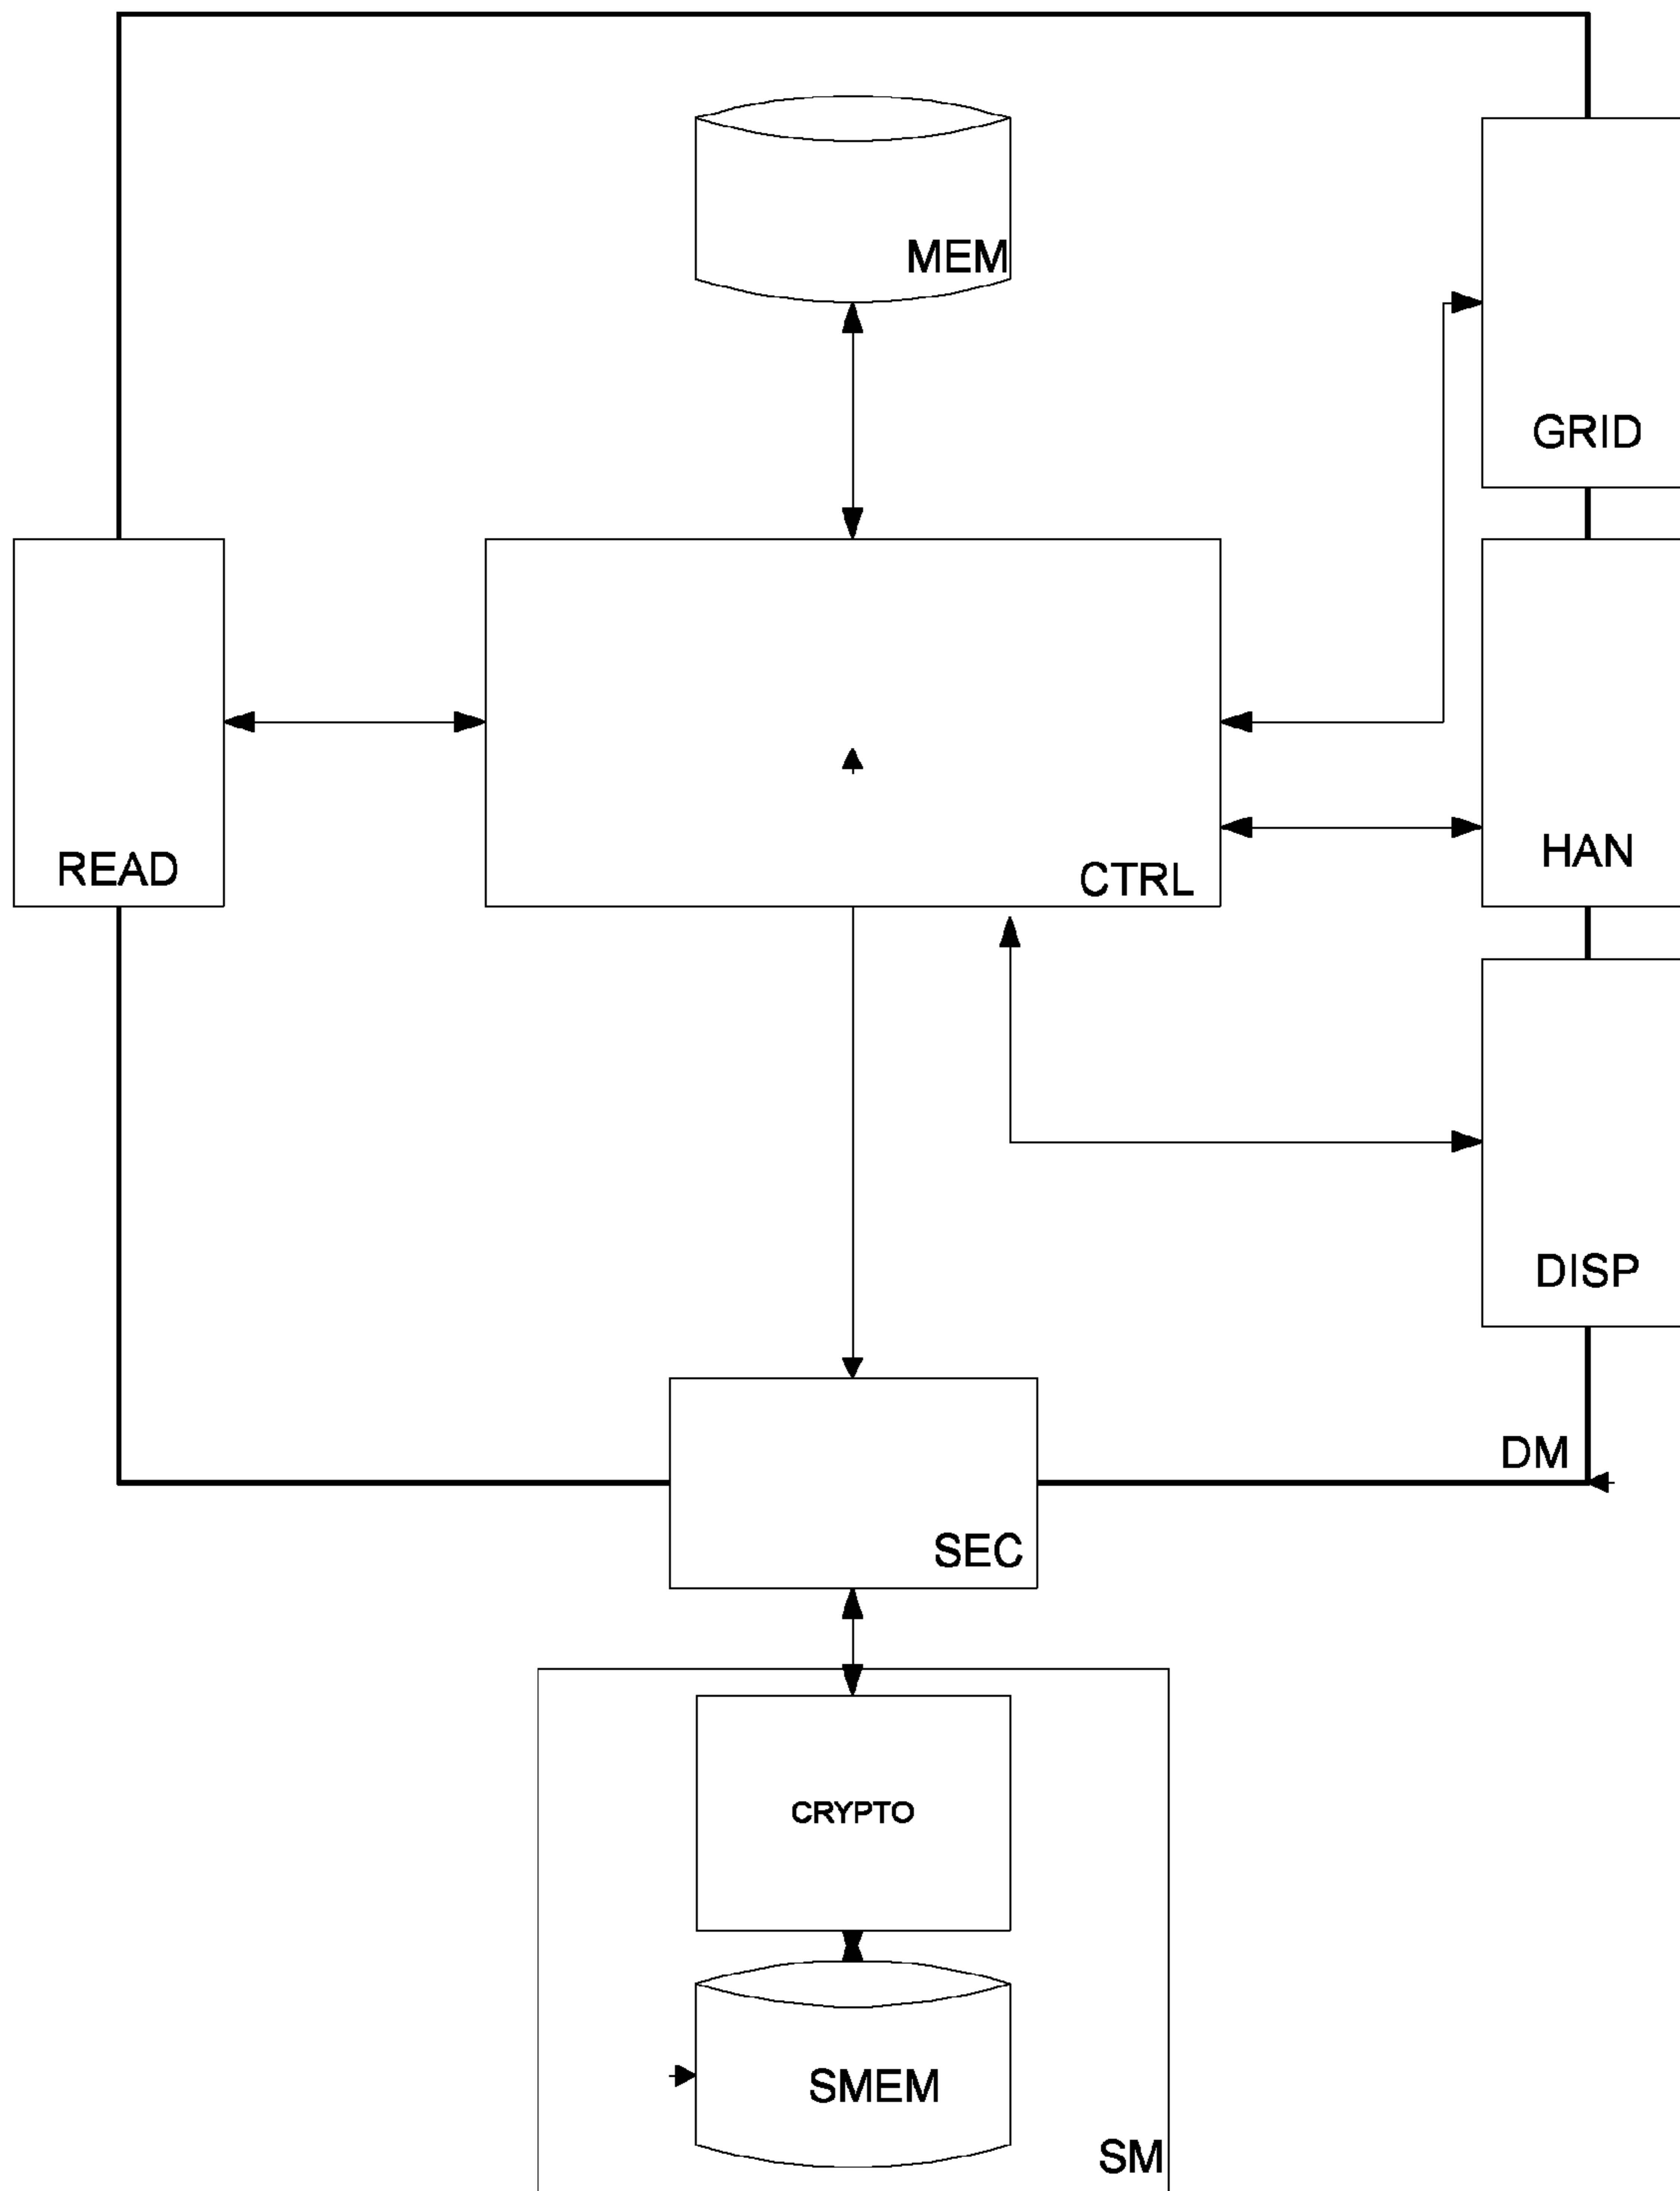 MEM
GRID
READ
CTRL
HAN
DISP
DM
SEC
CRYPTO
SMEM
SM